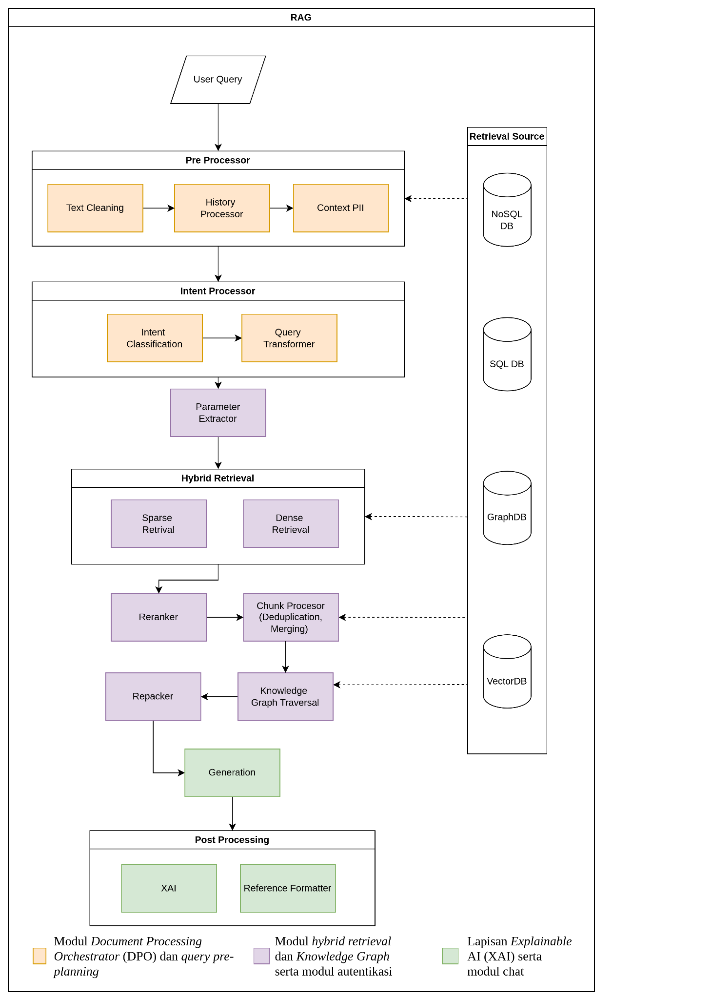 RAG
User Query
Pre Processor
Text Cleaning
History
Processor
Context PII
Intent Processor
Intent
Classification
Query
Transformer
Parameter
Extractor
Hybrid Retrieval
Sparse
Retrival
Dense
Retrieval
Reranker
Chunk Procesor
(Deduplication,
Merging)
Repacker
Knowledge
Graph Traversal
Generation
Post Processing
XAI
Reference Formatter
Retrieval Source
NoSQL
DB
SQL DB
GraphDB
VectorDB
Modul Document Processing
Orchestrator (DPO) dan query pre-
planning
Modul hybrid retrieval
dan Knowledge Graph
serta modul autentikasi
Lapisan Explainable
AI (XAI) serta
modul chat